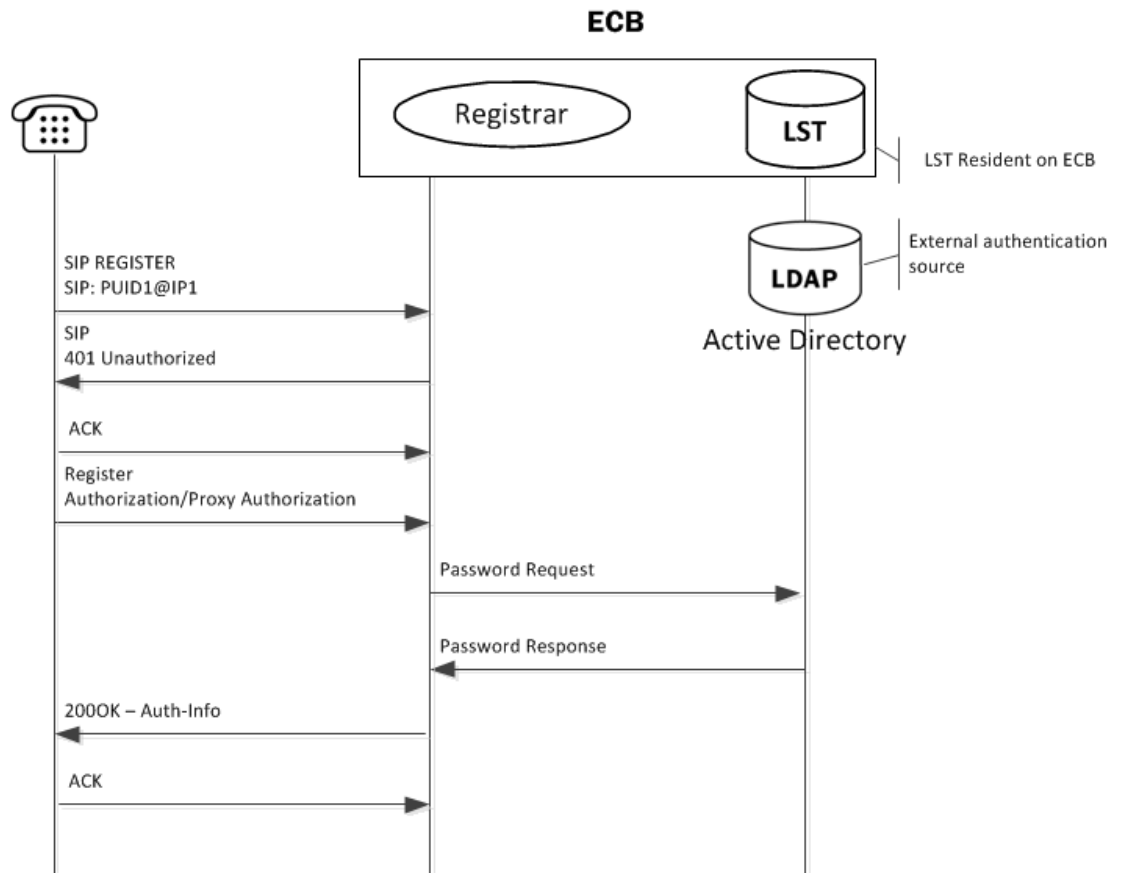 ECB
Registrar
LST
LST Resident on ECB
External authentication
source
LDAP
Active Directory
SIP REGISTER
SIP: PUID1@IP1
SIP
401 Unauthorized
ACK
Register
Authorization/Proxy Authorization
Password Request
Password Response
200OK – Auth-Info
ACK